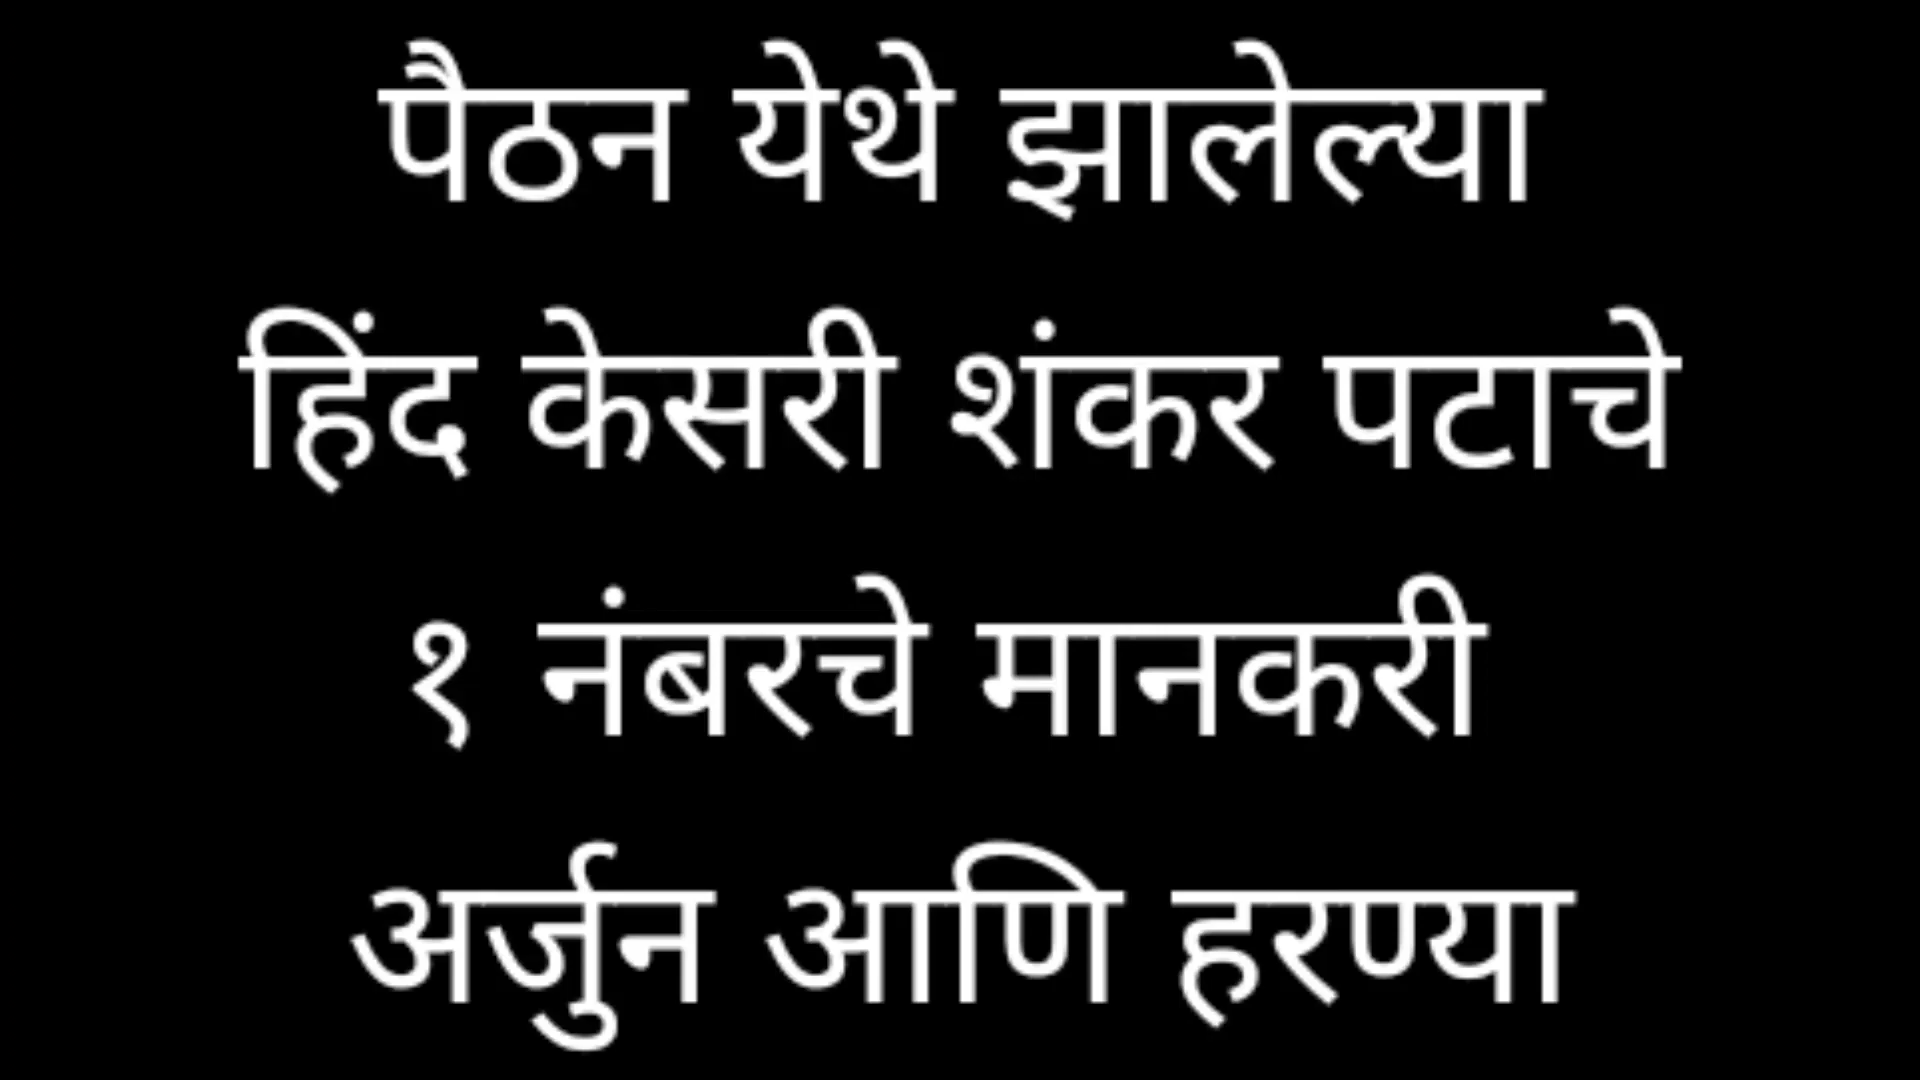 पैठन येथे झालेल्या
हिंद केसरी शंकर पटाचे
१ नंबरचे मानकरी
अर्जुन आणि हरण्या